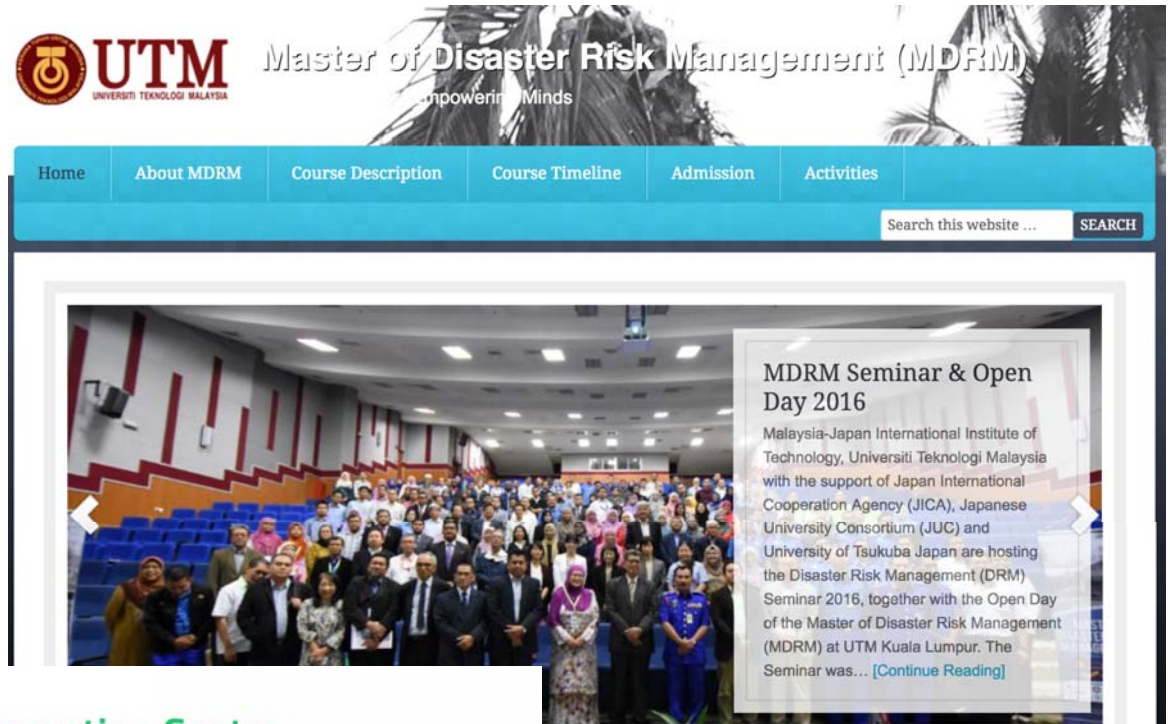 UTM
UNIVERSITI TEKNOLOGI MALAYSIA
Master of Disaster Risk Management (MDRM)
Empowering Minds
Home
About MDRM
Course Description
Course Timeline
Admission
Activities
Search this website ...
SEARCH
MDRM Seminar & Open
Day 2016
Malaysia-Japan International Institute of
Technology, Universiti Teknologi Malaysia
with the support of Japan International
Cooperation Agency (JICA), Japanese
University Consortium (JUC) and
University of Tsukuba Japan are hosting
the Disaster Risk Management (DRM)
Seminar 2016, together with the Open Day
of the Master of Disaster Risk Management
(MDRM) at UTM Kuala Lumpur. The
Seminar was... [Continue Reading]